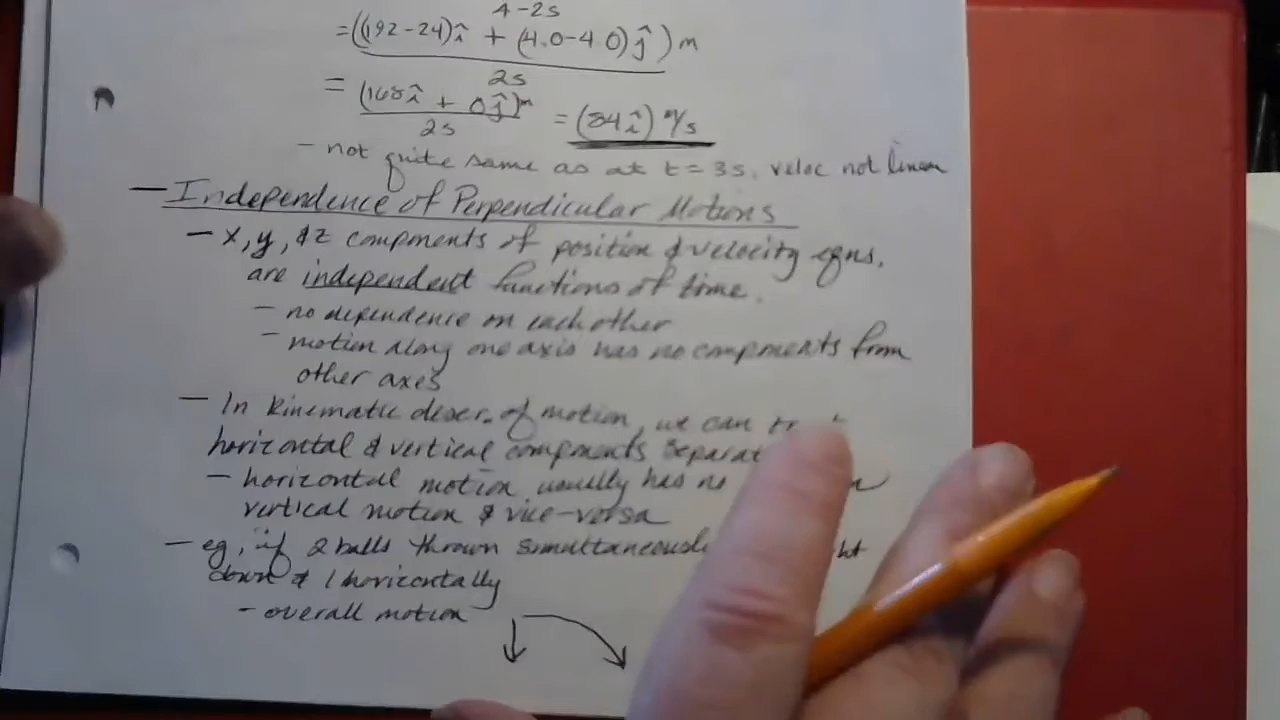 4-2s
=((192-24)î + (4.0-4.0)ĵ)m
2s
= (168î + 0ĵ)m = (84î) m/s
2s
- not quite same as at t=3s, veloc not linear
- Independence of Perpendicular Motions
- x, y, & z components of position & velocity eqns.
are independent functions of time.
- no dependence on each other
- motion along one axis has no components from
other axes
- In kinematic descr. of motion, we can
horizontal & vertical components
- horizontal motion usually has no
vertical motion & vice-versa
- eg, if 2 balls thrown
down & 1 horizontally
- overall motion